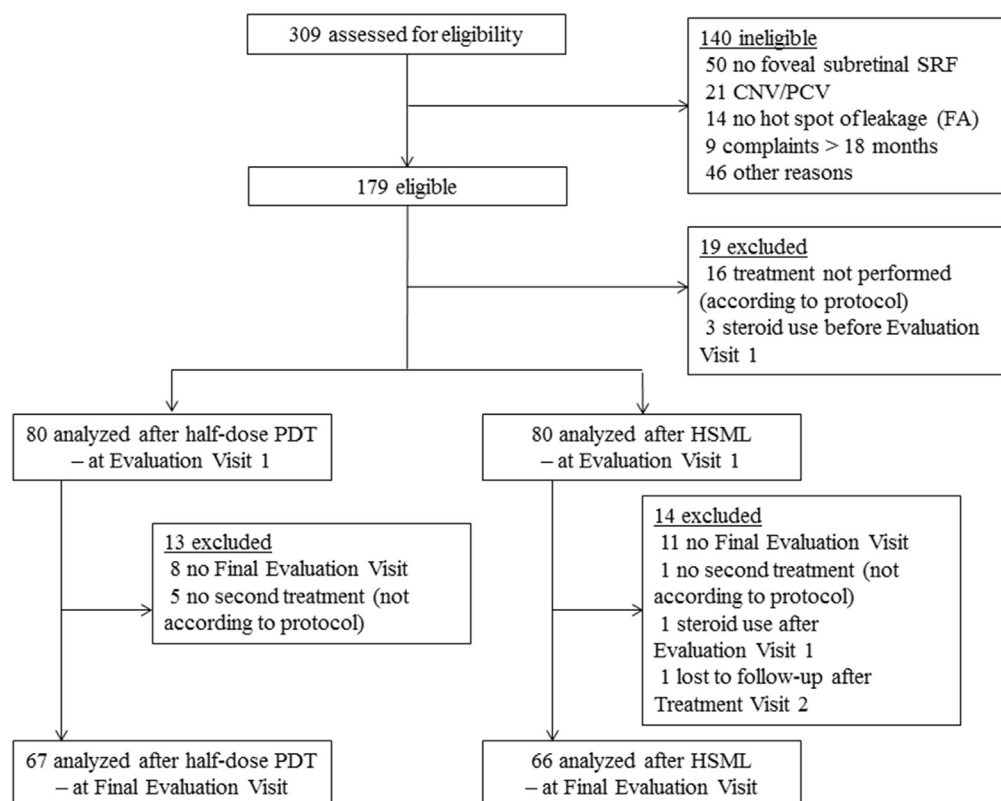 309 assessed for eligibility
140 ineligible
50 no foveal subretinal SRF
21 CNV/PCV
14 no hot spot of leakage (FA)
9 complaints > 18 months
46 other reasons
179 eligible
19 excluded
16 treatment not performed
(according to protocol)
3 steroid use before Evaluation
Visit 1
80 analyzed after half-dose PDT
– at Evaluation Visit 1
80 analyzed after HSML
– at Evaluation Visit 1
13 excluded
8 no Final Evaluation Visit
5 no second treatment (not
according to protocol)
14 excluded
11 no Final Evaluation Visit
1 no second treatment (not
according to protocol)
1 steroid use after
Evaluation Visit 1
1 lost to follow-up after
Treatment Visit 2
67 analyzed after half-dose PDT
– at Final Evaluation Visit
66 analyzed after HSML
– at Final Evaluation Visit